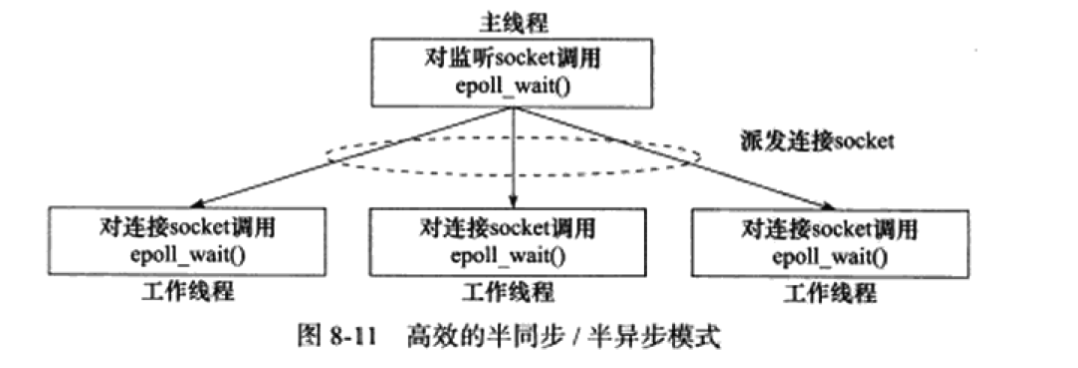 主线程
对监听socket调用
epoll_wait()
派发连接socket
对连接socket调用
epoll_wait()
工作线程
对连接socket调用
epoll_wait()
工作线程
对连接socket调用
epoll_wait()
工作线程
图 8-11 高效的半同步 / 半异步模式